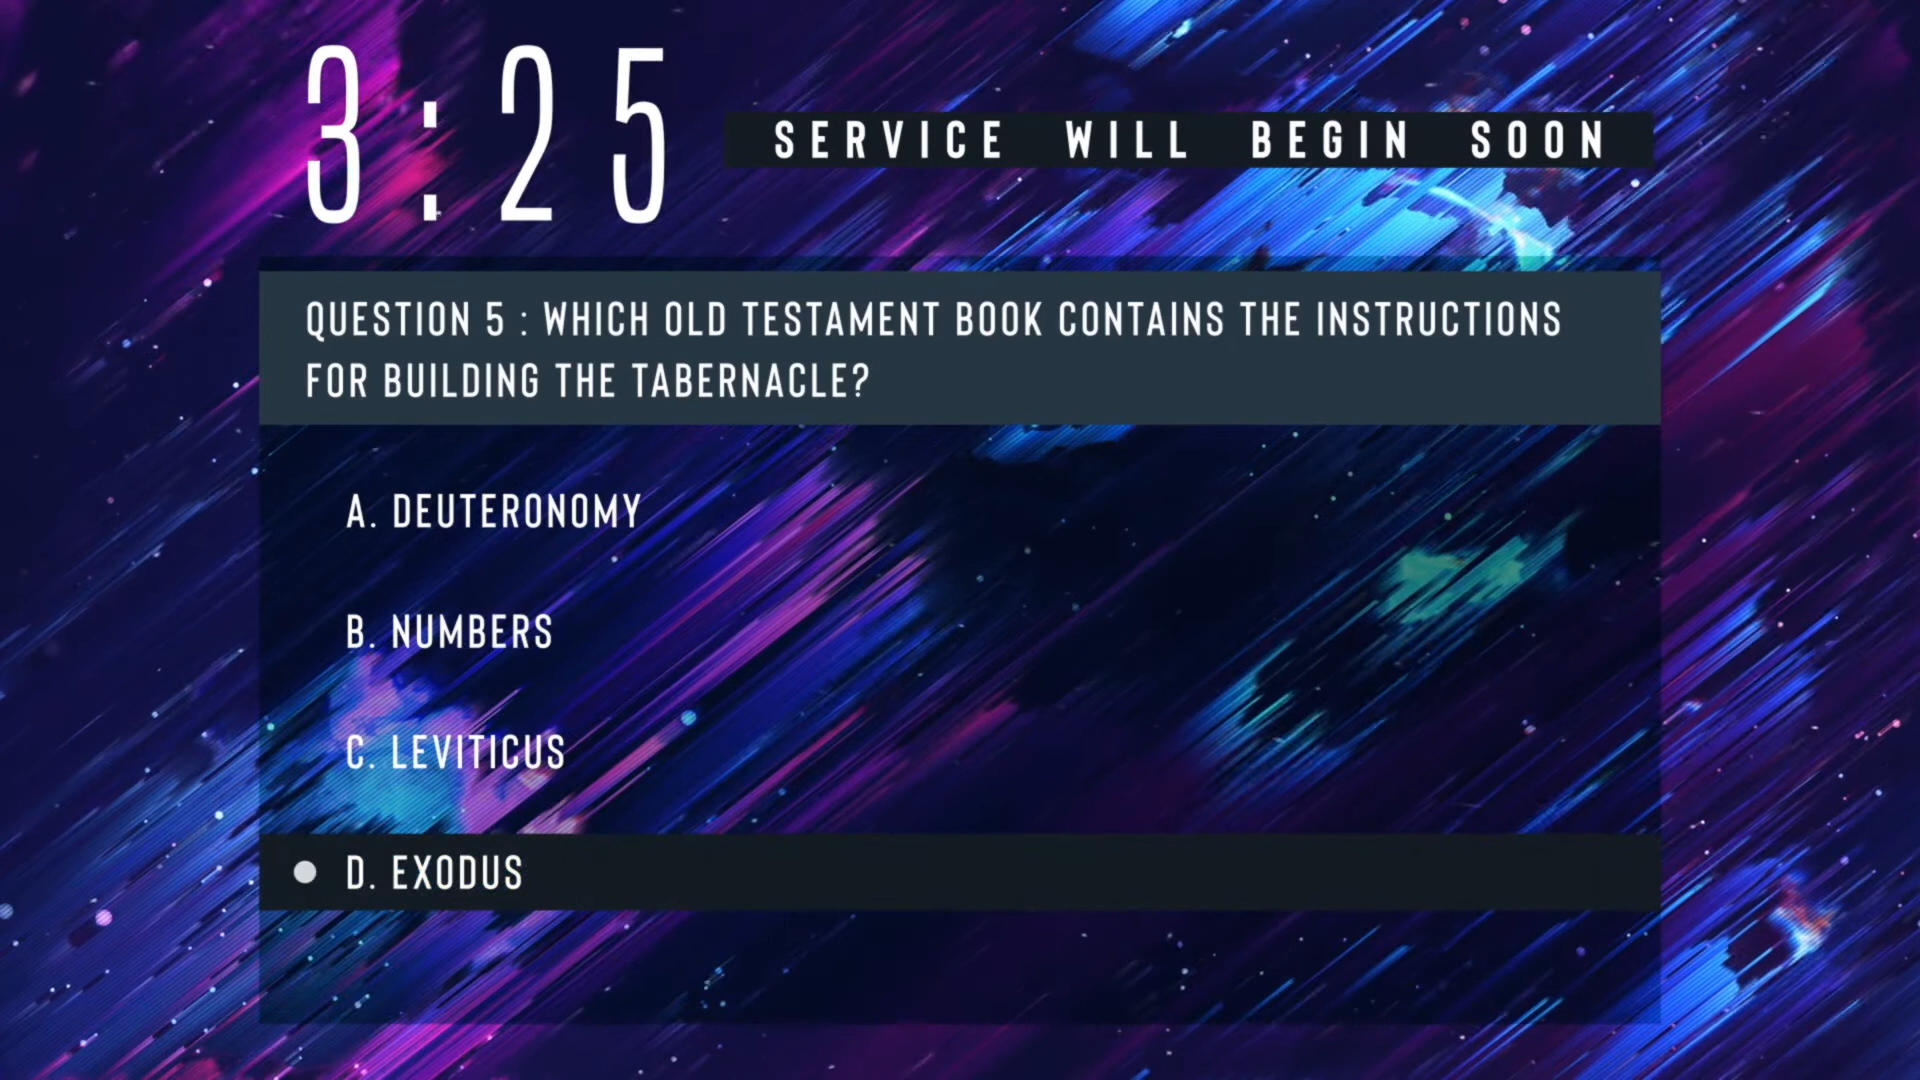 3:25
SERVICE WILL BEGIN SOON
QUESTION 5 : WHICH OLD TESTAMENT BOOK CONTAINS THE INSTRUCTIONS
FOR BUILDING THE TABERNACLE?
A. DEUTERONOMY
B. NUMBERS
C. LEVITICUS
D. EXODUS